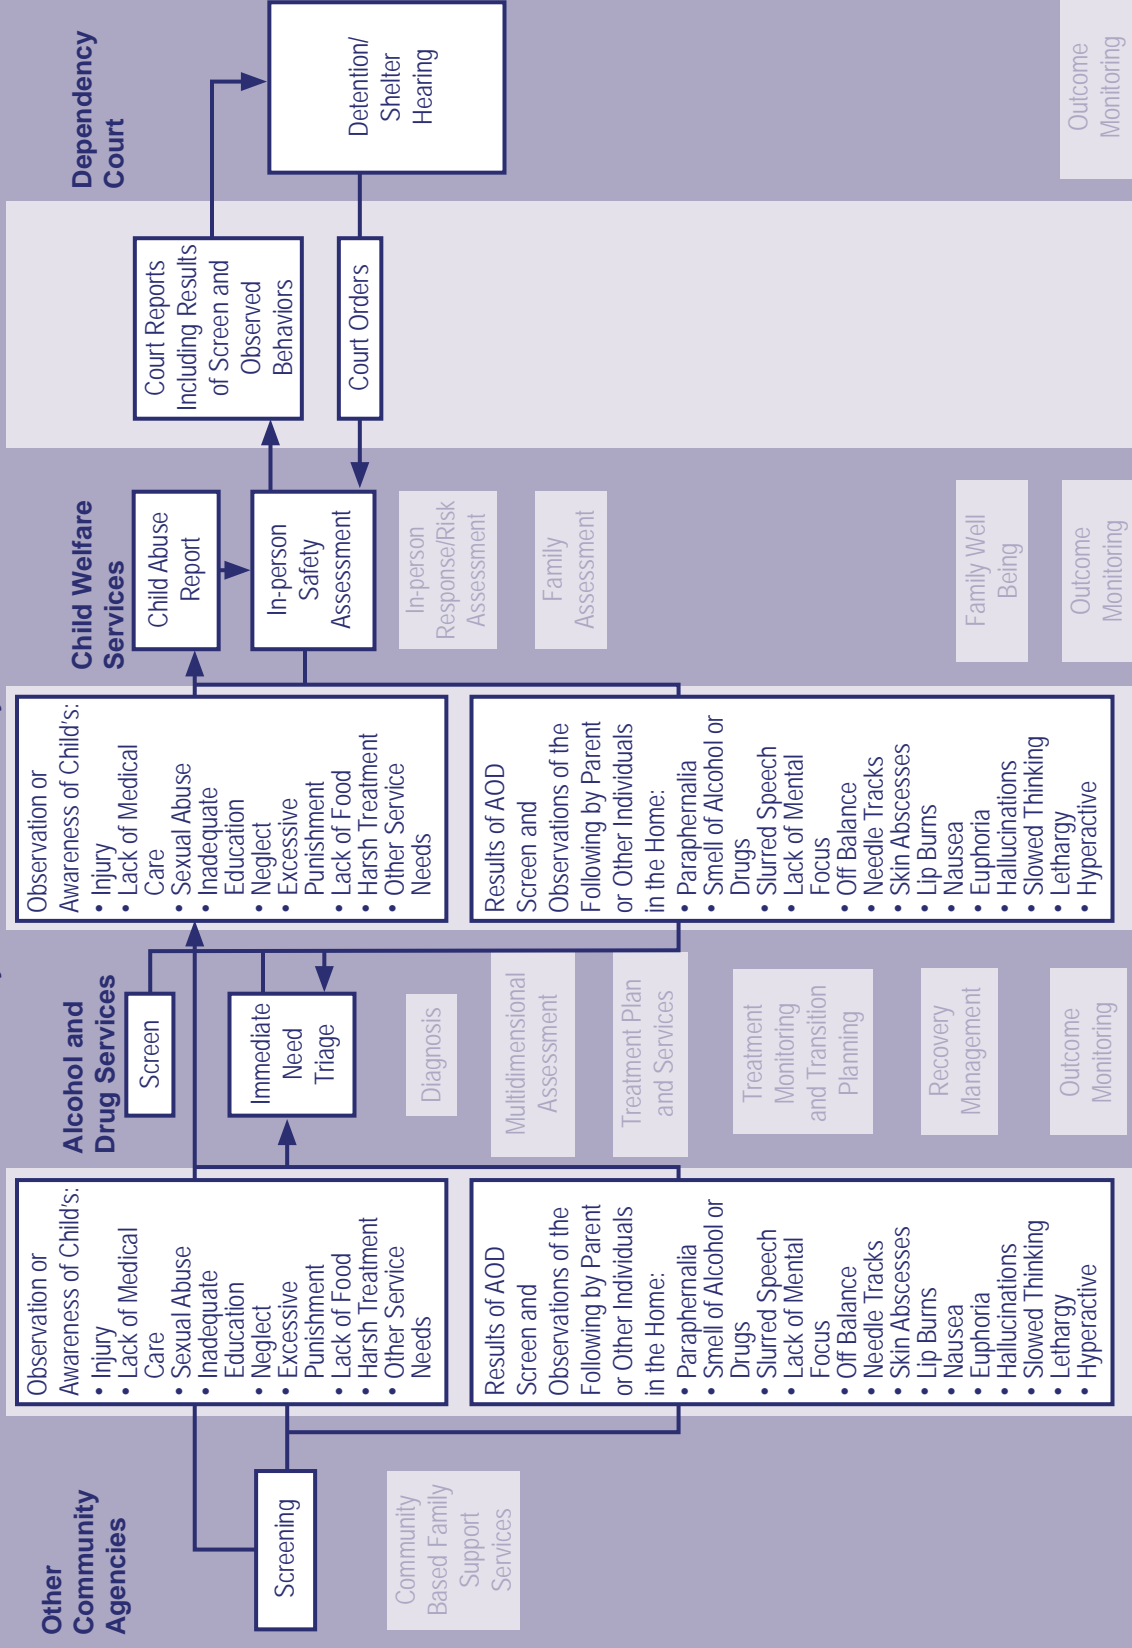 Other
Community
Agencies
Screening
Community
Based Family
Support
Services
Observation or
Awareness of Child's:
• Injury
• Lack of Medical
Care
• Sexual Abuse
• Inadequate
Education
• Neglect
• Excessive
Punishment
• Lack of Food
• Harsh Treatment
• Other Service
Needs
Results of AOD
Screen and
Observations of the
Following by Parent
or Other Individuals
in the Home:
• Paraphernalia
• Smell of Alcohol or
Drugs
• Slurred Speech
• Lack of Mental
Focus
• Off Balance
• Needle Tracks
• Skin Abscesses
• Lip Burns
• Nausea
• Euphoria
• Hallucinations
• Slowed Thinking
• Lethargy
• Hyperactive
Alcohol and
Drug Services
Screen
Immediate
Need
Triage
Diagnosis
Multidimensional
Assessment
Treatment Plan
and Services
Treatment
Monitoring
and Transition
Planning
Recovery
Management
Outcome
Monitoring
Observation or
Awareness of Child's:
• Injury
• Lack of Medical
Care
• Sexual Abuse
• Inadequate
Education
• Neglect
• Excessive
Punishment
• Lack of Food
• Harsh Treatment
• Other Service
Needs
Results of AOD
Screen and
Observations of the
Following by Parent
or Other Individuals
in the Home:
• Paraphernalia
• Smell of Alcohol or
Drugs
• Slurred Speech
• Lack of Mental
Focus
• Off Balance
• Needle Tracks
• Skin Abscesses
• Lip Burns
• Nausea
• Euphoria
• Hallucinations
• Slowed Thinking
• Lethargy
• Hyperactive
Child Welfare
Services
Child Abuse
Report
In-person
Safety
Assessment
In-person
Response/Risk
Assessment
Family
Assessment
Family Well
Being
Outcome
Monitoring
Court Reports
Including Results
of Screen and
Observed
Behaviors
Court Orders
Dependency
Court
Detention/
Shelter
Hearing
Outcome
Monitoring